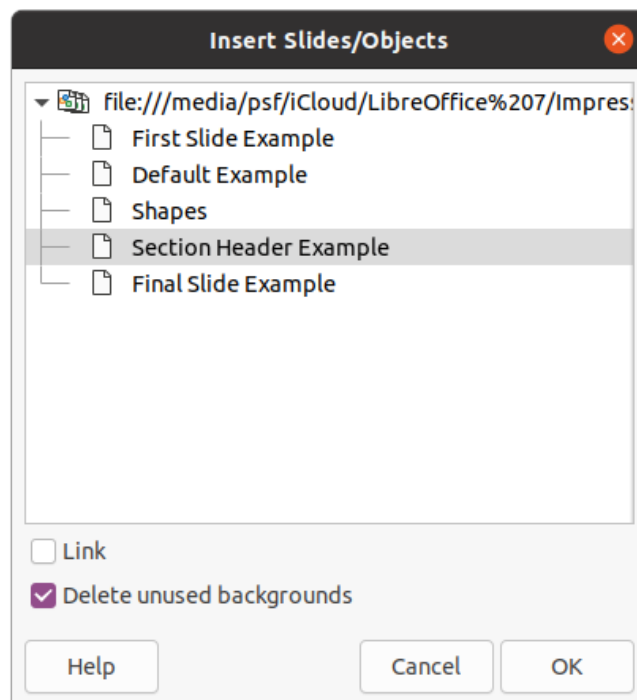 Insert Slides/Objects
file:///media/psf/iCloud/LibreOffice%207/Impres
First Slide Example
Default Example
Shapes
Section Header Example
Final Slide Example
Link
Delete unused backgrounds
Help Cancel OK